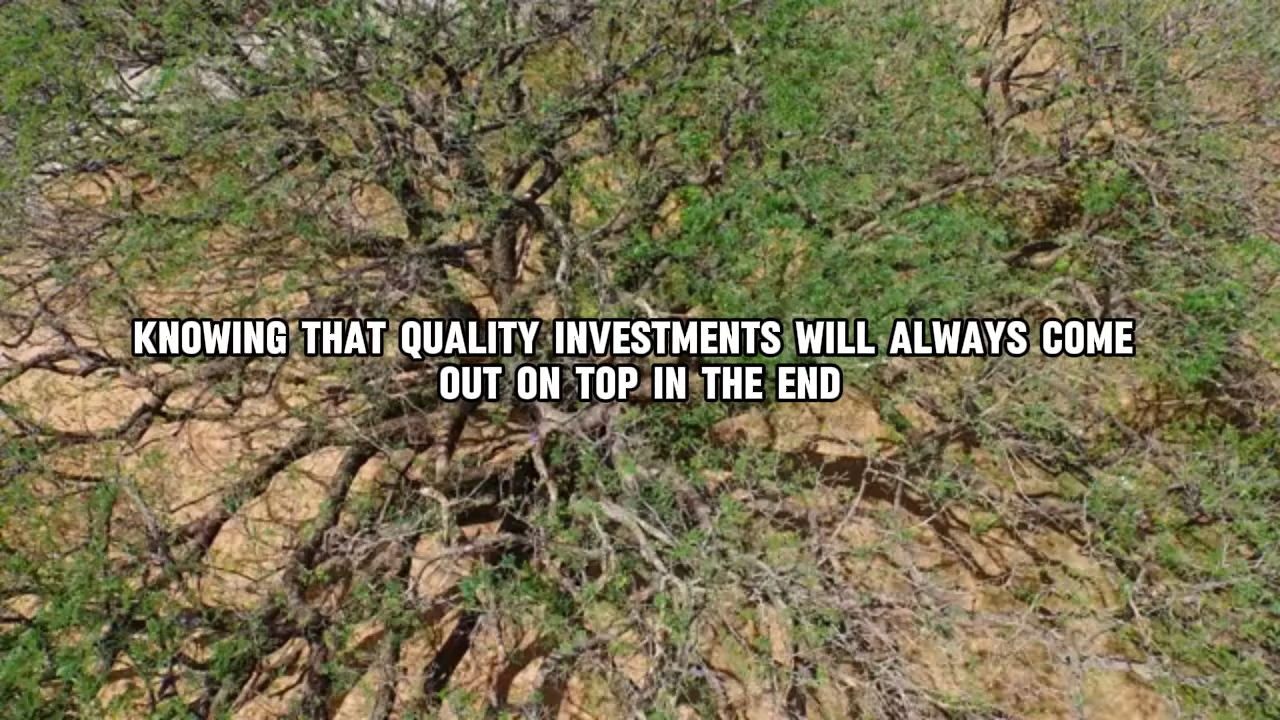 KNOWING THAT QUALITY INVESTMENTS WILL ALWAYS COME
OUT ON TOP IN THE END